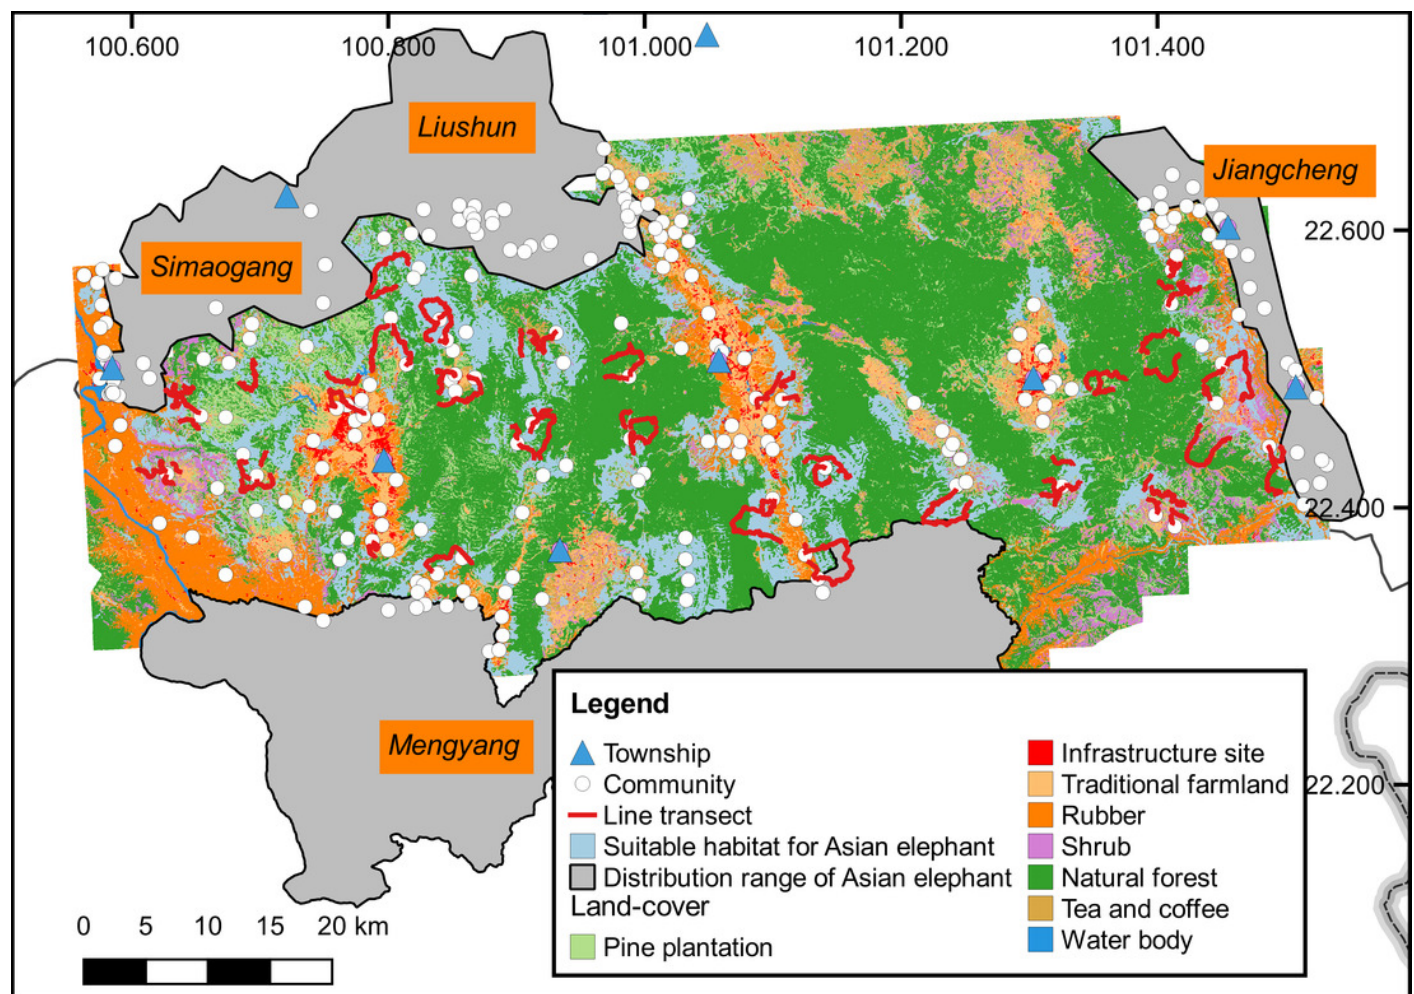 100.600 100.800 101.000 101.200 101.400
Liushun
Jiangcheng
22.600
Simaogang
22.400
Mengyang
22.200
Legend
Township
Community
Line transect
Suitable habitat for Asian elephant
Distribution range of Asian elephant
Land-cover
Pine plantation
Infrastructure site
Traditional farmland
Rubber
Shrub
Natural forest
Tea and coffee
Water body
0 5 10 15 20 km